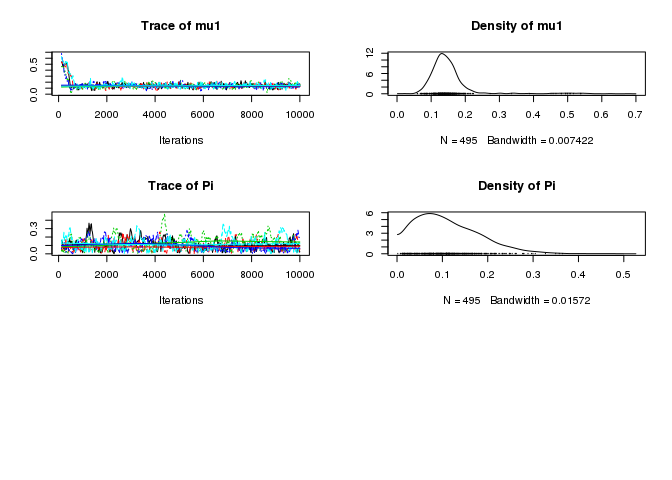 Trace of mu1
0.5
0.0
0 2000 4000 6000 8000 10000
Iterations
Density of mu1
12
6
0
0.0 0.1 0.2 0.3 0.4 0.5 0.6 0.7
N = 495 Bandwidth = 0.007422
Trace of Pi
0.3
0.0
0 2000 4000 6000 8000 10000
Iterations
Density of Pi
6
3
0
0.0 0.1 0.2 0.3 0.4 0.5
N = 495 Bandwidth = 0.01572